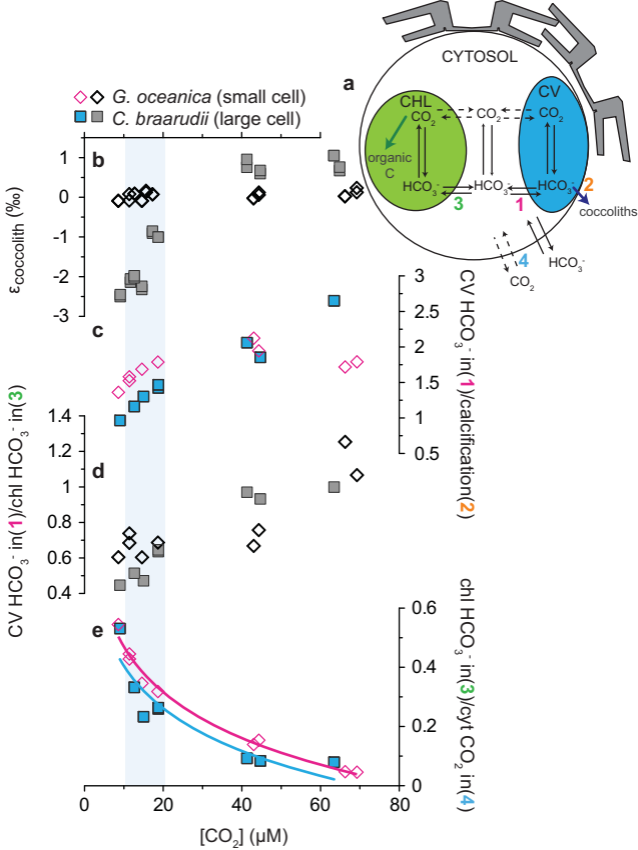 CYTOSOL
a
CHL
CV
CO2
CO2
CO2
organic
C
HCO3-
HCO3-
HCO3-
3
1
2
coccoliths
4
HCO3-
CO2
G. oceanica (small cell)
C. braarudii (large cell)
b
1
0
-1
-2
-3
εcoccolith (‰)
c
3
2.5
2
1.5
1
0.5
CV HCO3- in(1)/calcification(2)
d
1.4
1.2
1
0.8
0.6
0.4
CV HCO3- in(1)/chl HCO3- in(3)
e
0.6
0.4
0.2
0
chl HCO3- in(3)/cyt CO2 in(4)
0
20
40
60
80
[CO2] (µM)